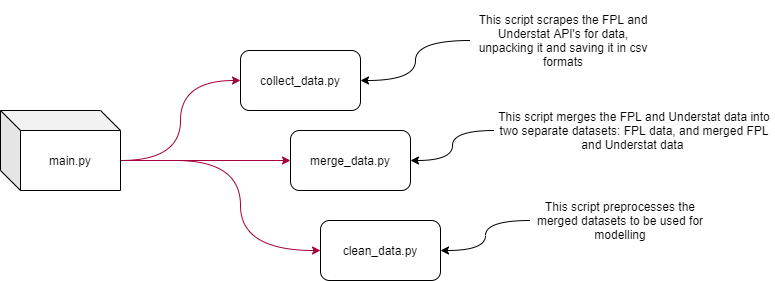 This script scrapes the FPL and
Understat API's for data,
unpacking it and saving it in csv
formats
collect_data.py
This script merges the FPL and Understat data into
two separate datasets: FPL data, and merged FPL
and Understat data
main.py
merge_data.py
This script preprocesses the
merged datasets to be used for
modelling
clean_data.py